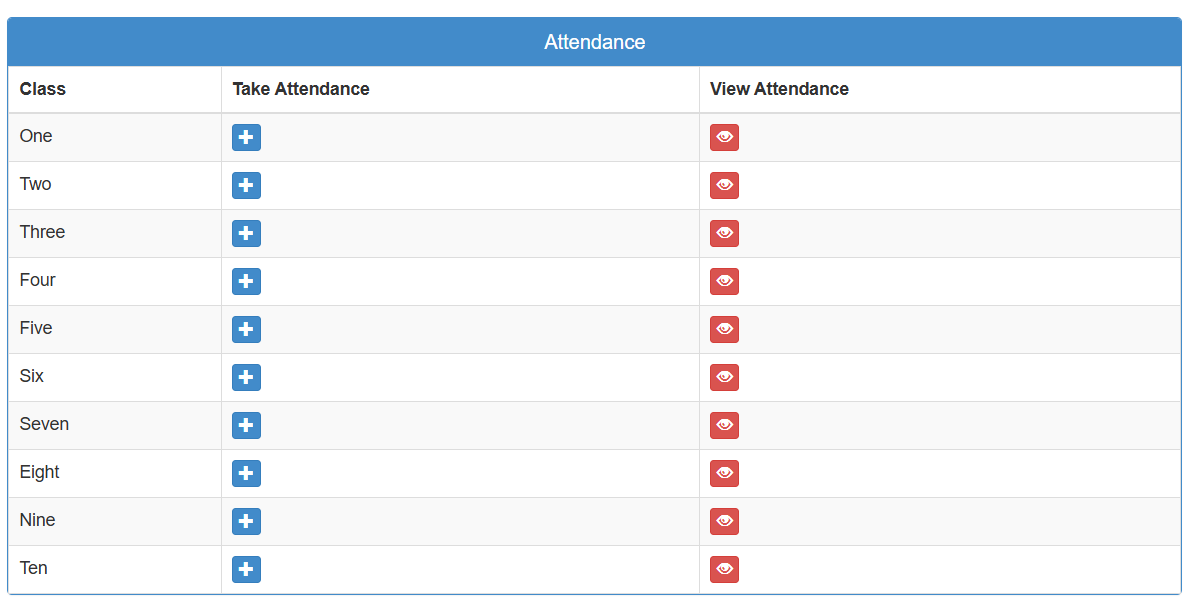 Attendance
Class Take Attendance View Attendance
One
Two
Three
Four
Five
Six
Seven
Eight
Nine
Ten